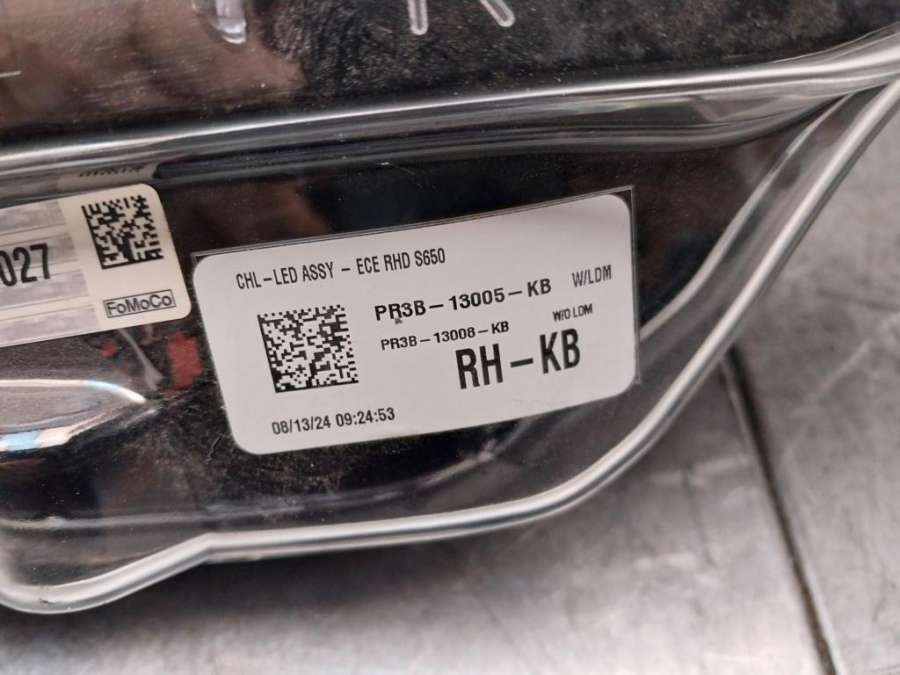 027
FoMoCo
CHL-LED ASSY - ECE RHD S650
PR3B-13005-KB W/LDM
PR3B-13008-KB W/O LDM
RH-KB
08/13/24 09:24:53